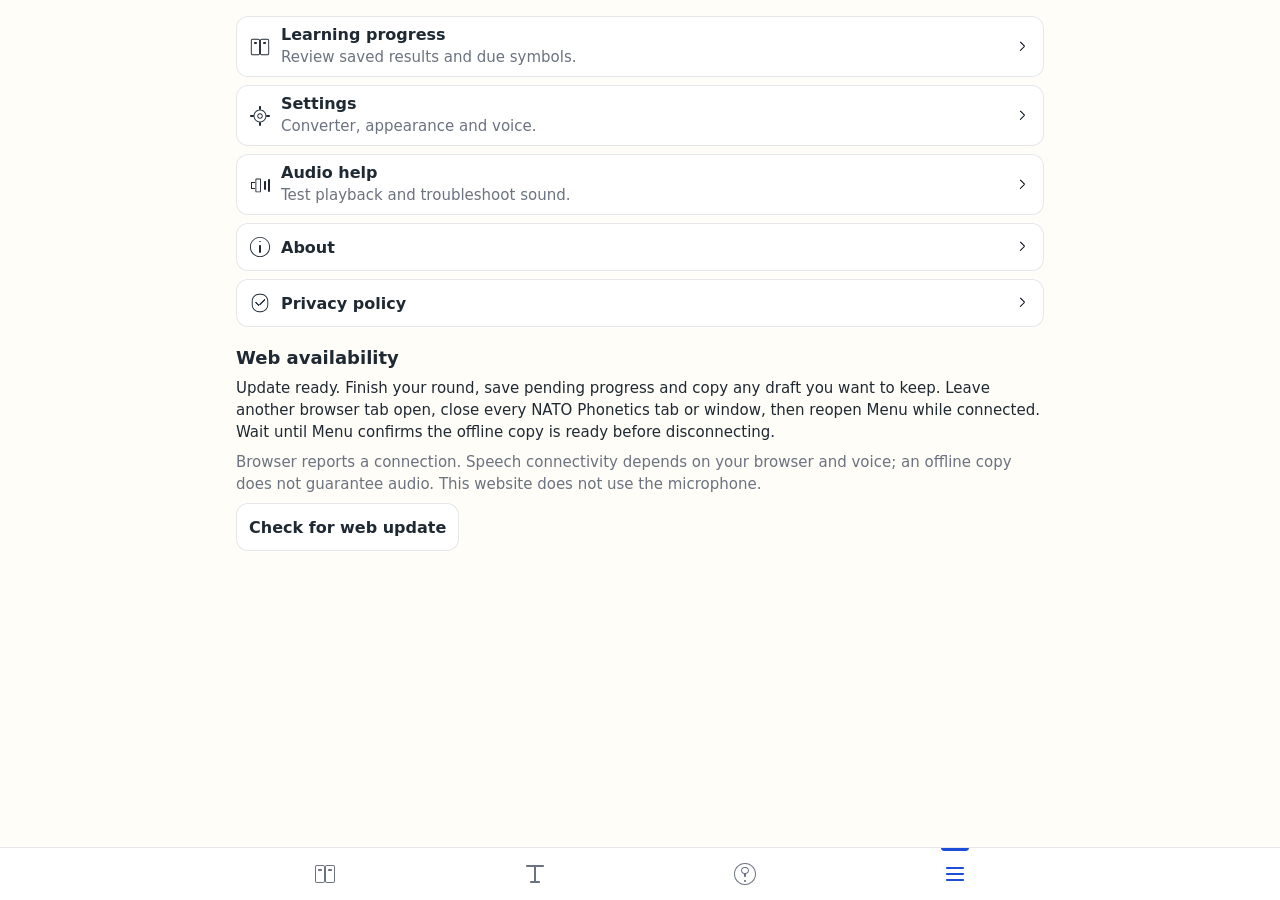 Learning progress
Review saved results and due symbols.
Settings
Converter, appearance and voice.
Audio help
Test playback and troubleshoot sound.
About
Privacy policy
Web availability
Update ready. Finish your round, save pending progress and copy any draft you want to keep. Leave
another browser tab open, close every NATO Phonetics tab or window, then reopen Menu while connected.
Wait until Menu confirms the offline copy is ready before disconnecting.
Browser reports a connection. Speech connectivity depends on your browser and voice; an offline copy
does not guarantee audio. This website does not use the microphone.
Check for web update